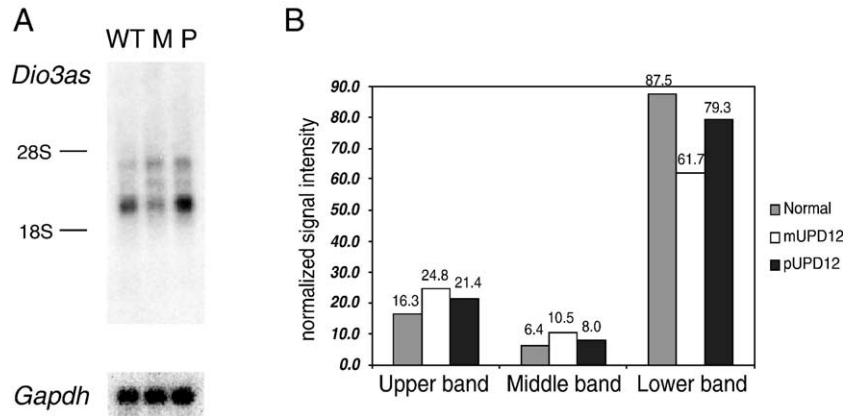 A
WT M P
Dio3as
28S
18S
Gapdh
B
normalized signal intensity
90.0
80.0
70.0
60.0
50.0
40.0
30.0
20.0
10.0
0.0
16.3
24.8
21.4
6.4
10.5
8.0
87.5
61.7
79.3
Upper band
Middle band
Lower band
Normal
mUPD12
pUPD12